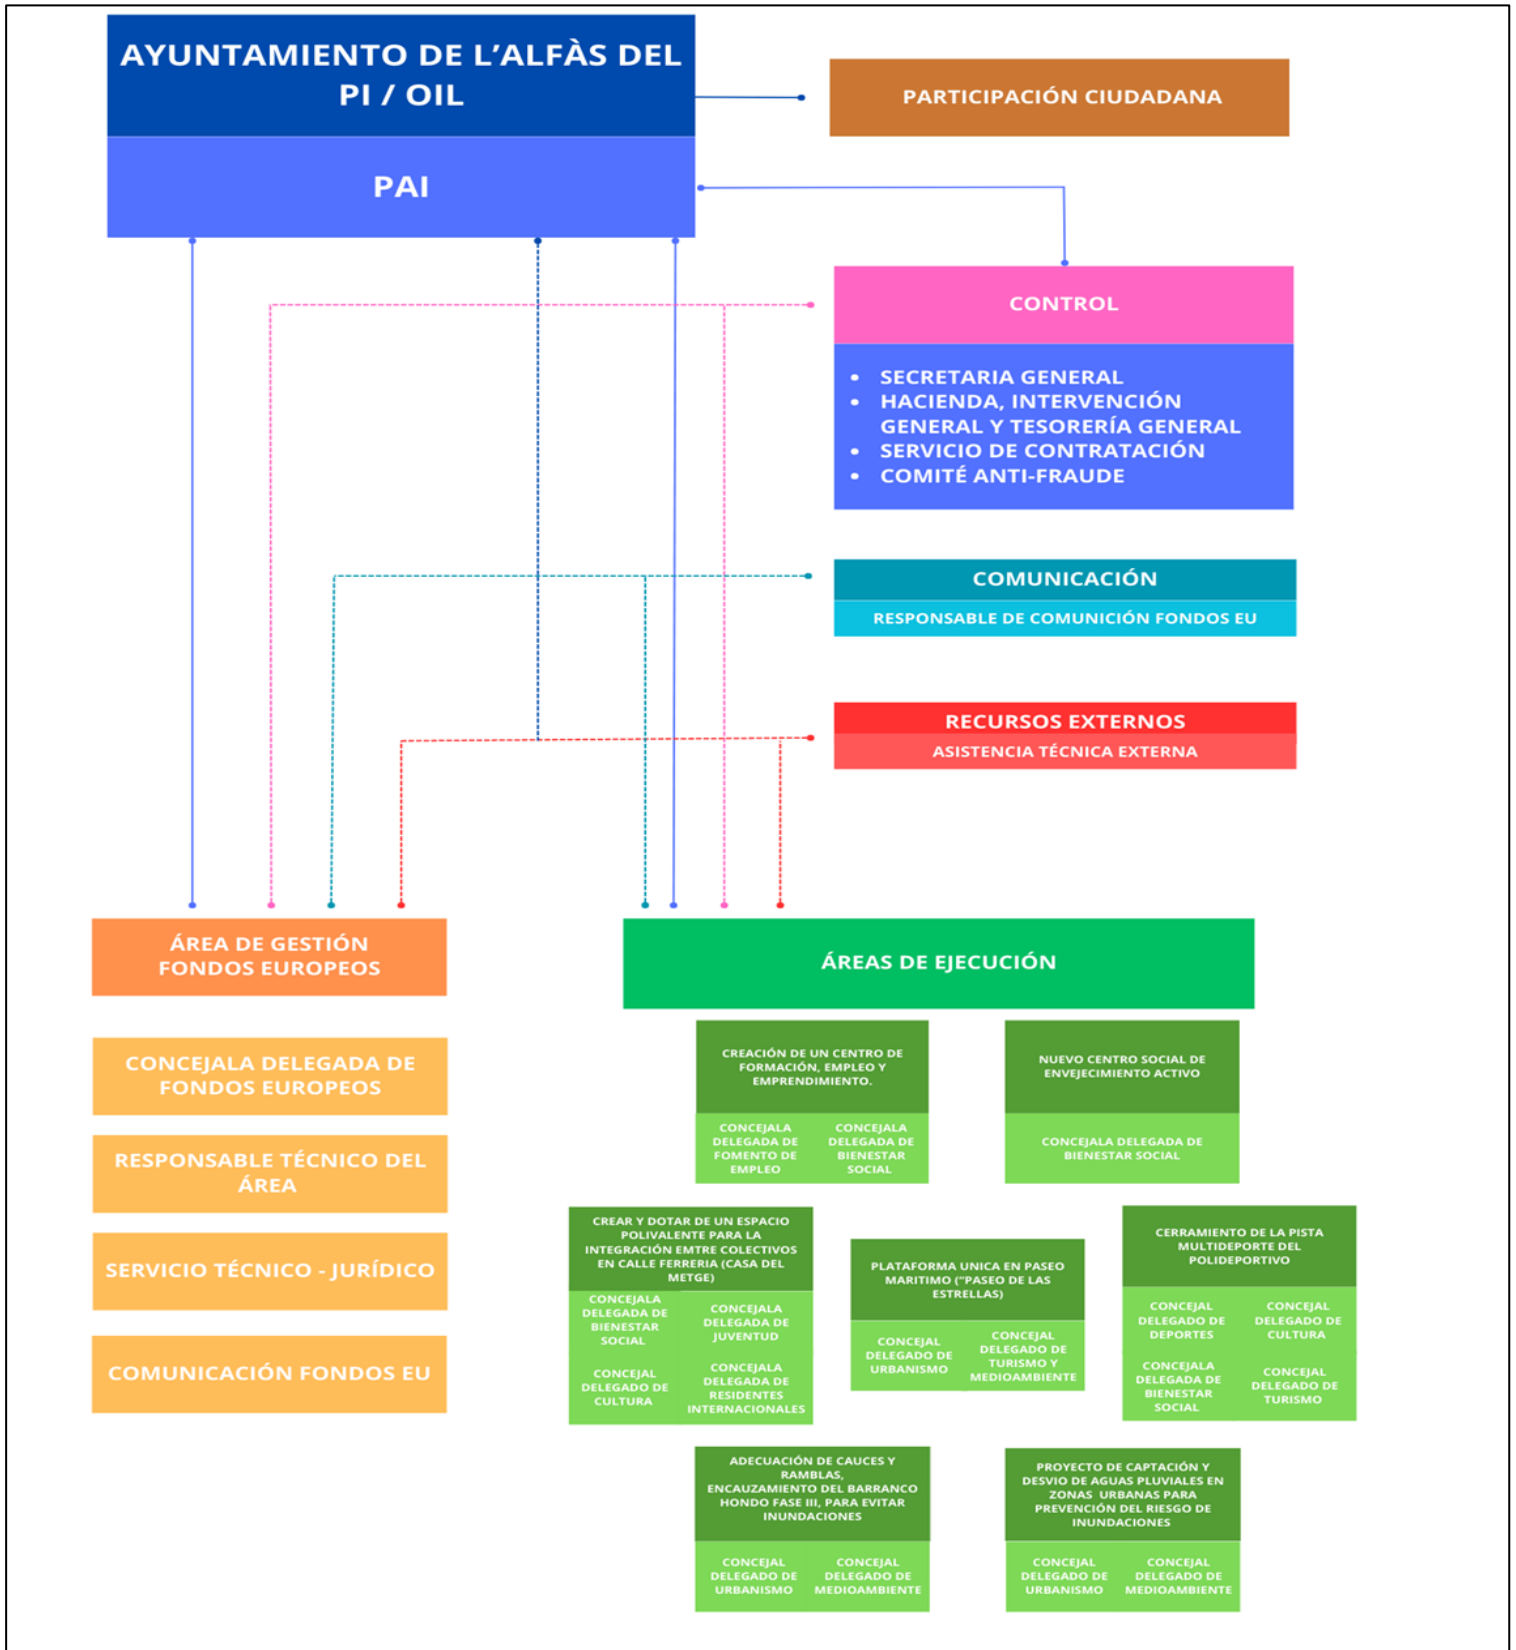 AYUNTAMIENTO DE L'ALFÀS DEL
PI / OIL
PAI
PARTICIPACIÓN CIUDADANA
CONTROL
• SECRETARIA GENERAL
• HACIENDA, INTERVENCIÓN
GENERAL Y TESORERÍA GENERAL
• SERVICIO DE CONTRATACIÓN
• COMITÉ ANTI-FRAUDE
COMUNICACIÓN
RESPONSABLE DE COMUNICIÓN FONDOS EU
RECURSOS EXTERNOS
ASISTENCIA TÉCNICA EXTERNA
ÁREA DE GESTIÓN
FONDOS EUROPEOS
CONCEJALA DELEGADA DE
FONDOS EUROPEOS
RESPONSABLE TÉCNICO DEL
ÁREA
SERVICIO TÉCNICO - JURÍDICO
COMUNICACIÓN FONDOS EU
ÁREAS DE EJECUCIÓN
CREACIÓN DE UN CENTRO DE
FORMACIÓN, EMPLEO Y
EMPRENDIMIENTO.
CONCEJALA
DELEGADA DE
FOMENTO DE
EMPLEO
CONCEJALA
DELEGADA DE
BIENESTAR
SOCIAL
NUEVO CENTRO SOCIAL DE
ENVEJECIMIENTO ACTIVO
CONCEJALA DELEGADA DE
BIENESTAR SOCIAL
CREAR Y DOTAR DE UN ESPACIO
POLIVALENTE PARA LA
INTEGRACIÓN EMTRE COLECTIVOS
EN CALLE FERRERIA (CASA DEL
METGE)
CONCEJALA
DELEGADA DE
BIENESTAR
SOCIAL
CONCEJALA
DELEGADA DE
JUVENTUD
CONCEJAL
DELEGADO DE
CULTURA
CONCEJALA
DELEGADA DE
RESIDENTES
INTERNACIONALES
PLATAFORMA UNICA EN PASEO
MARITIMO ("PASEO DE LAS
ESTRELLAS)
CONCEJAL
DELEGADO DE
URBANISMO
CONCEJAL
DELEGADO DE
TURISMO Y
MEDIOAMBIENTE
CERRAMIENTO DE LA PISTA
MULTIDEPORTE DEL
POLIDEPORTIVO
CONCEJAL
DELEGADO DE
DEPORTES
CONCEJAL
DELEGADO DE
CULTURA
CONCEJALA
DELEGADA DE
BIENESTAR
SOCIAL
CONCEJAL
DELEGADO DE
TURISMO
ADECUACIÓN DE CAUCES Y
RAMBLAS,
ENCAUZAMIENTO DEL BARRANCO
HONDO FASE III, PARA EVITAR
INUNDACIONES
CONCEJAL
DELEGADO DE
URBANISMO
CONCEJAL
DELEGADO DE
MEDIOAMBIENTE
PROYECTO DE CAPTACIÓN Y
DESVIO DE AGUAS PLUVIALES EN
ZONAS URBANAS PARA
PREVENCIÓN DEL RIESGO DE
INUNDACIONES
CONCEJAL
DELEGADO DE
URBANISMO
CONCEJAL
DELEGADO DE
MEDIOAMBIENTE